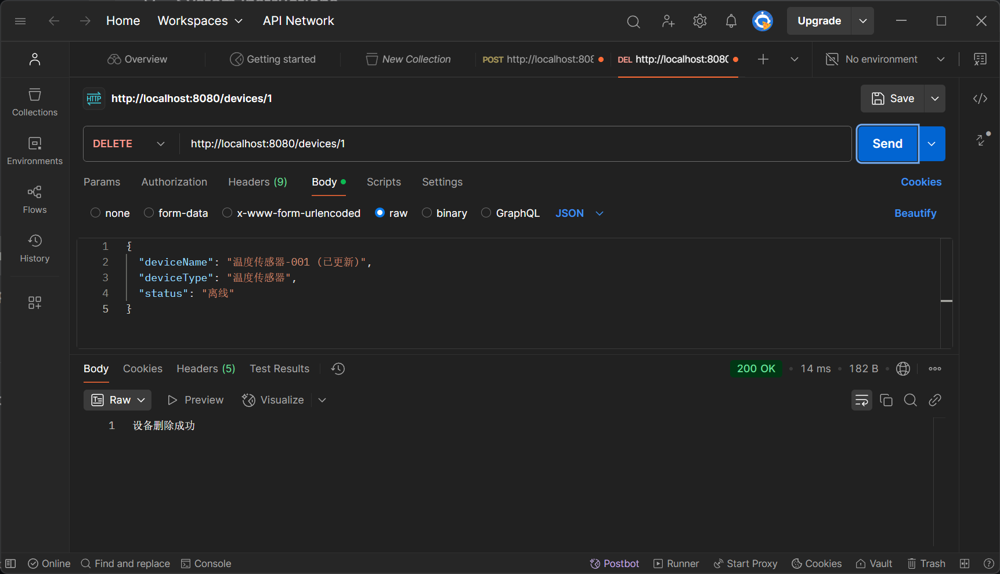 Home Workspaces API Network Upgrade
Overview Getting started New Collection POST http://localhost:808 DEL http://localhost:8080 No environment
HTTP http://localhost:8080/devices/1 Save
Collections
DELETE http://localhost:8080/devices/1 Send
Environments
Params Authorization Headers (9) Body Scripts Settings Cookies
Flows
none form-data x-www-form-urlencoded raw binary GraphQL JSON Beautify
History
1 {
2 "deviceName": "温度传感器-001 (已更新)",
3 "deviceType": "温度传感器",
4 "status": "离线"
5 }
Body Cookies Headers (5) Test Results 200 OK 14 ms 182 B
Raw Preview Visualize
1 设备删除成功
Online Find and replace Console Postbot Runner Start Proxy Cookies Vault Trash